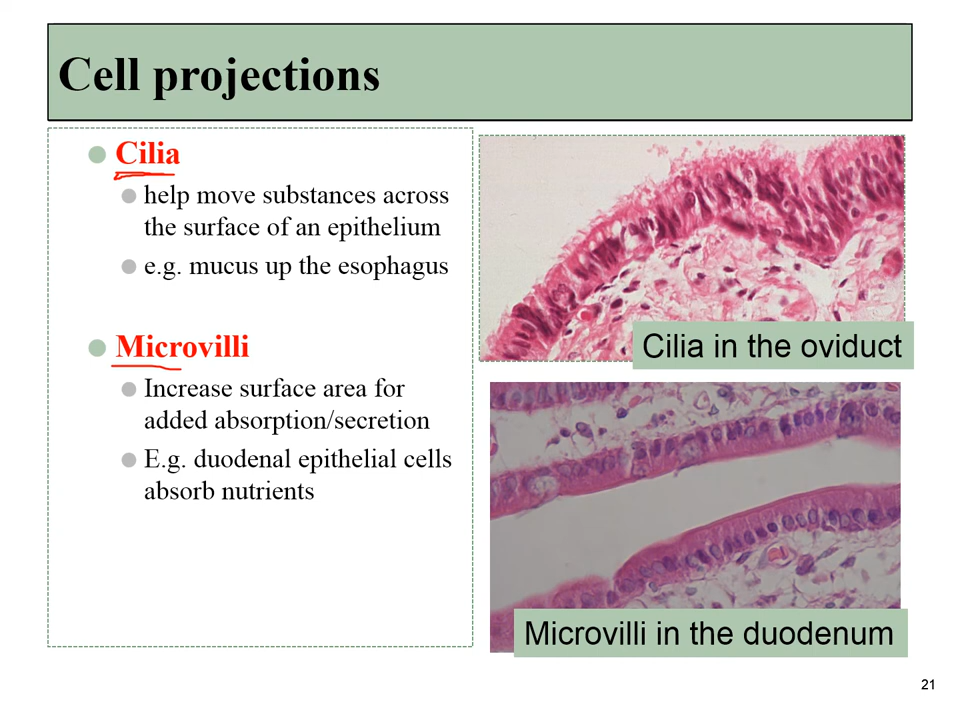 Cell projections
Cilia
help move substances across
the surface of an epithelium
e.g. mucus up the esophagus
Microvilli
Increase surface area for
added absorption/secretion
E.g. duodenal epithelial cells
absorb nutrients
Cilia in the oviduct
Microvilli in the duodenum
21